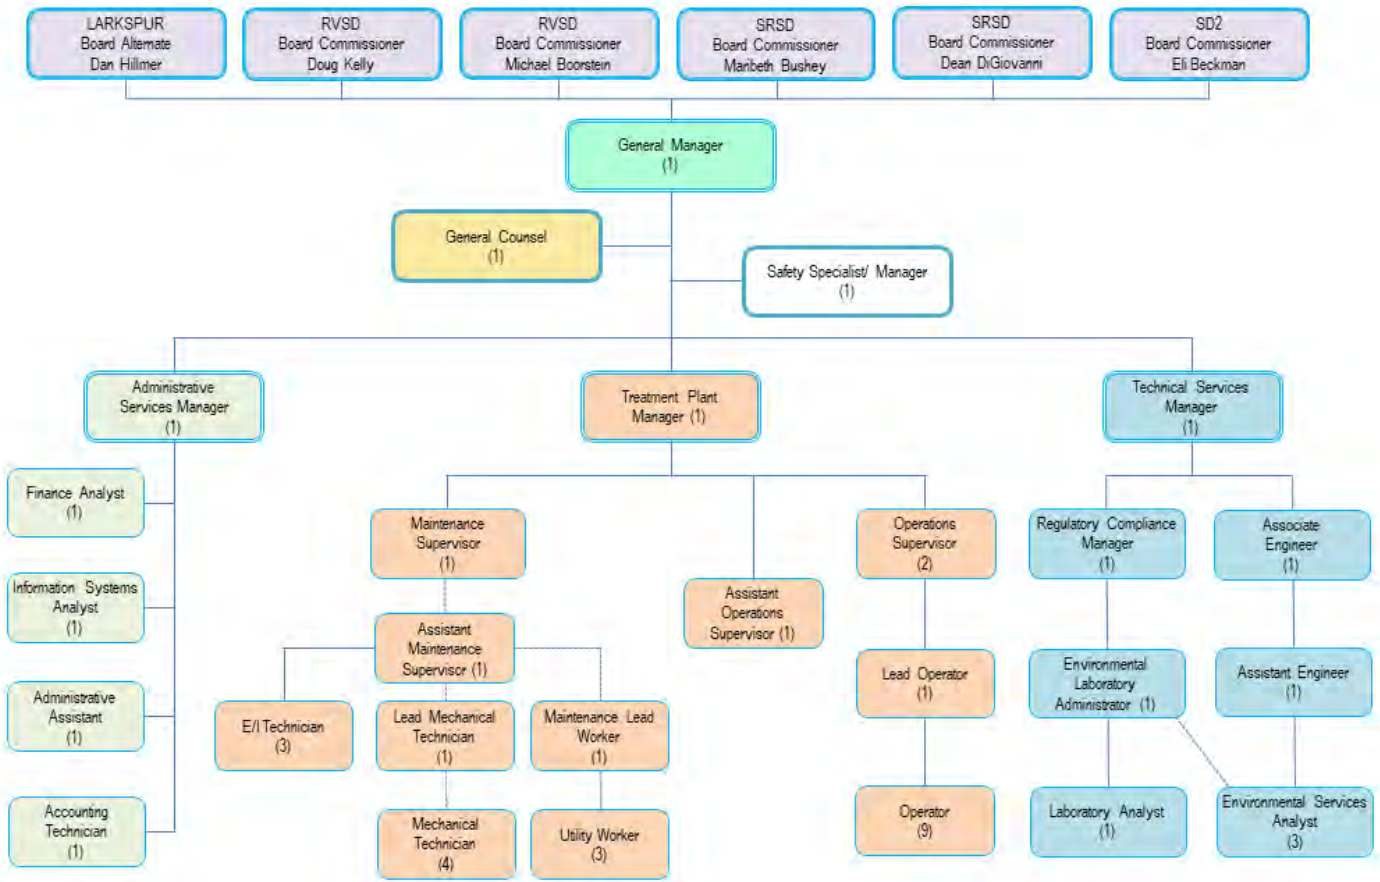 LARKSPUR
Board Alternate
Dan Hillmer
RVSD
Board Commissioner
Doug Kelly
RVSD
Board Commissioner
Michael Boorstein
SRSD
Board Commissioner
Maribeth Bushey
SRSD
Board Commissioner
Dean DiGiovanni
SD2
Board Commissioner
Eli Beckman
General Manager
(1)
General Counsel
(1)
Safety Specialist/ Manager
(1)
Administrative
Services Manager
(1)
Treatment Plant
Manager (1)
Technical Services
Manager
(1)
Finance Analyst
(1)
Information Systems
Analyst
(1)
Administrative
Assistant
(1)
Accounting
Technician
(1)
Maintenance
Supervisor
(1)
Assistant
Maintenance
Supervisor (1)
E/I Technician
(3)
Lead Mechanical
Technician
(1)
Maintenance Lead
Worker
(1)
Mechanical
Technician
(4)
Utility Worker
(3)
Assistant
Operations
Supervisor (1)
Operations
Supervisor
(2)
Lead Operator
(1)
Operator
(9)
Regulatory Compliance
Manager
(1)
Associate
Engineer
(1)
Environmental
Laboratory
Administrator (1)
Assistant Engineer
(1)
Laboratory Analyst
(1)
Environmental Services
Analyst
(3)